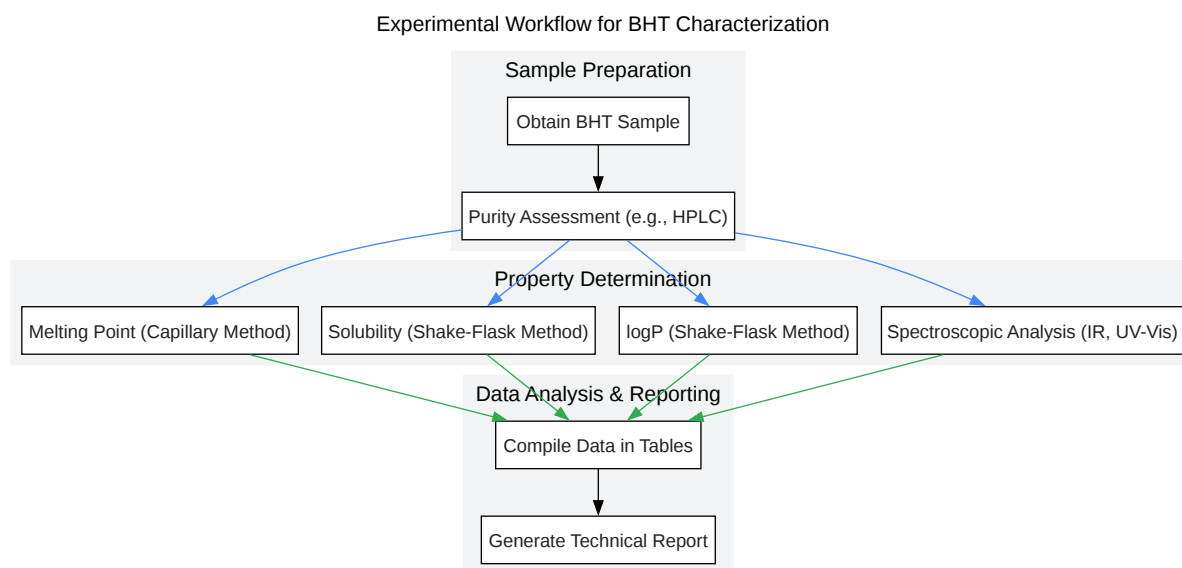 Experimental Workflow for BHT Characterization
Sample Preparation
Obtain BHT Sample
Purity Assessment (e.g., HPLC)
Property Determination
Melting Point (Capillary Method)
Solubility (Shake-Flask Method)
logP (Shake-Flask Method)
Spectroscopic Analysis (IR, UV-Vis)
Data Analysis & Reporting
Compile Data in Tables
Generate Technical Report